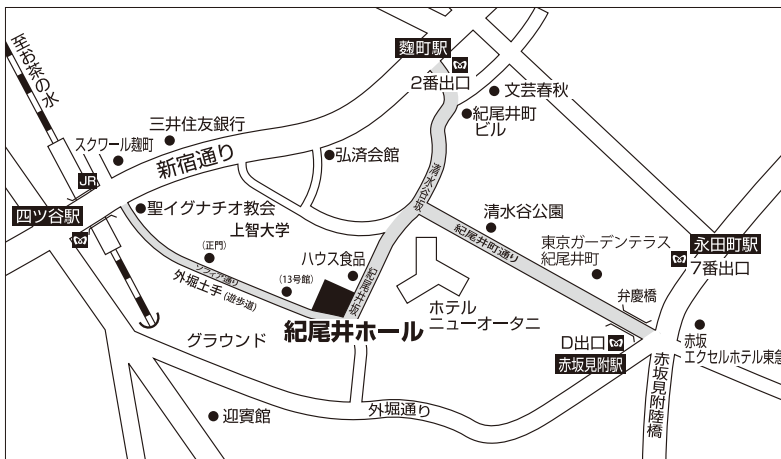 至お茶の水
麴町駅
2番出口
文芸春秋
紀尾井町
ビル
三井住友銀行
スクワール麹町
新宿通り
弘済会館
清水谷坂
JR
四ツ谷駅
聖イグナチオ教会
上智大学
(正門)
ソフィア通り
外堀土手(遊歩道)
(13号館)
ハウス食品
紀尾井坂
紀尾井ホール
グラウンド
ホテル
ニューオータニ
清水谷公園
紀尾井町通り
東京ガーデンテラス
紀尾井町
永田町駅
7番出口
弁慶橋
D出口
赤坂見附駅
赤坂
エクセルホテル東急
赤坂見附陸橋
外堀通り
迎賓館